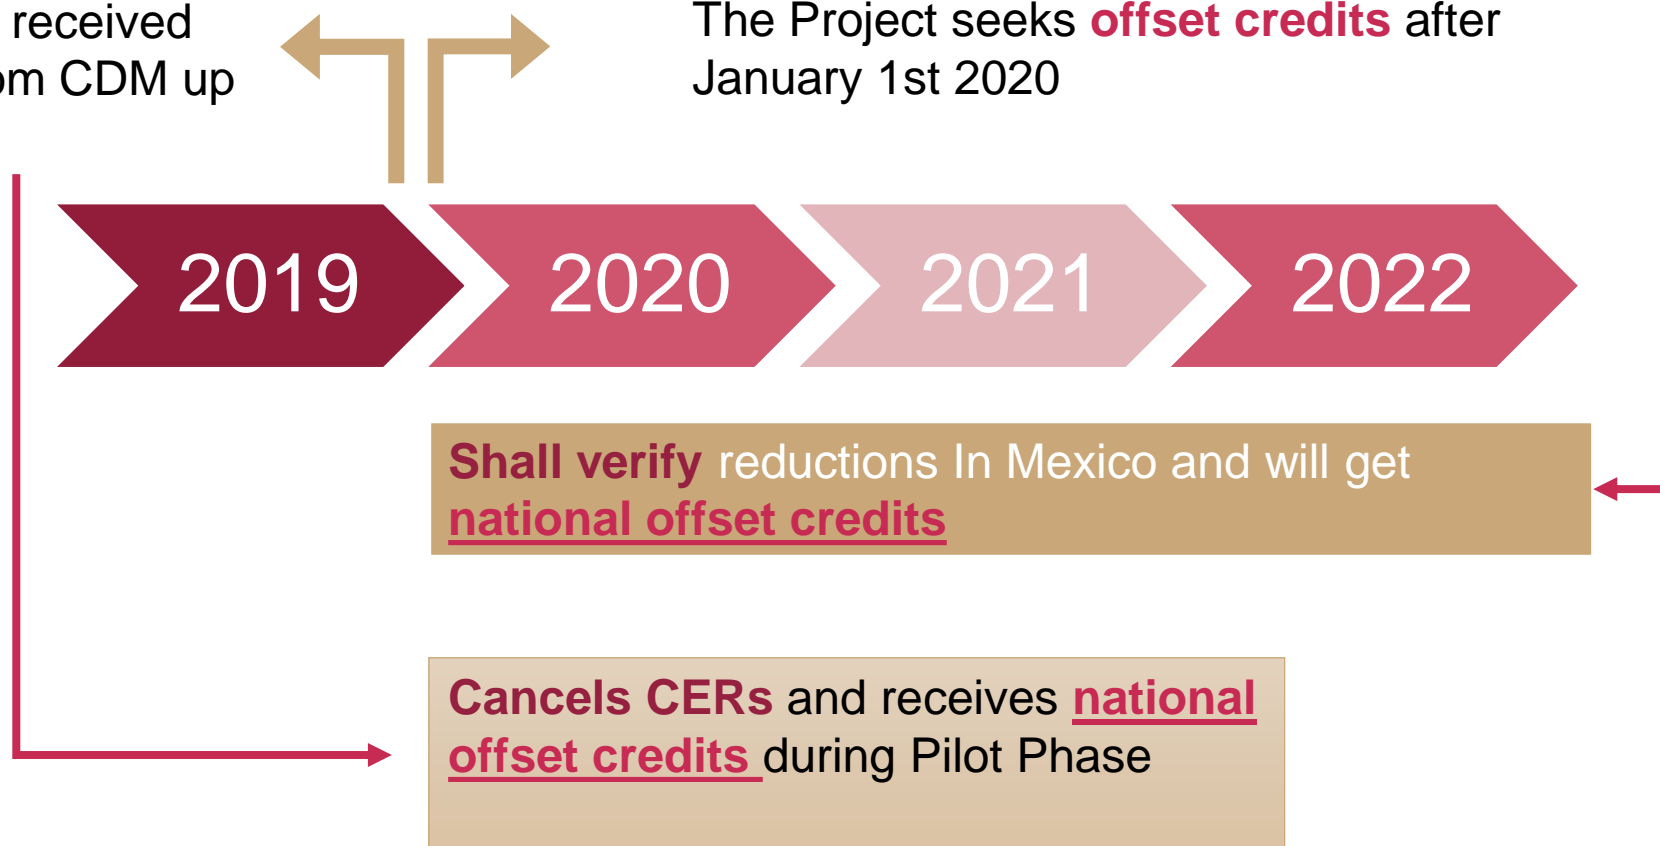 received
CDM up
The Project seeks offset credits after
January 1st 2020
2019
2020
2021
2022
Shall verify reductions In Mexico and will get
national offset credits
Cancels CERs and receives national
offset credits during Pilot Phase